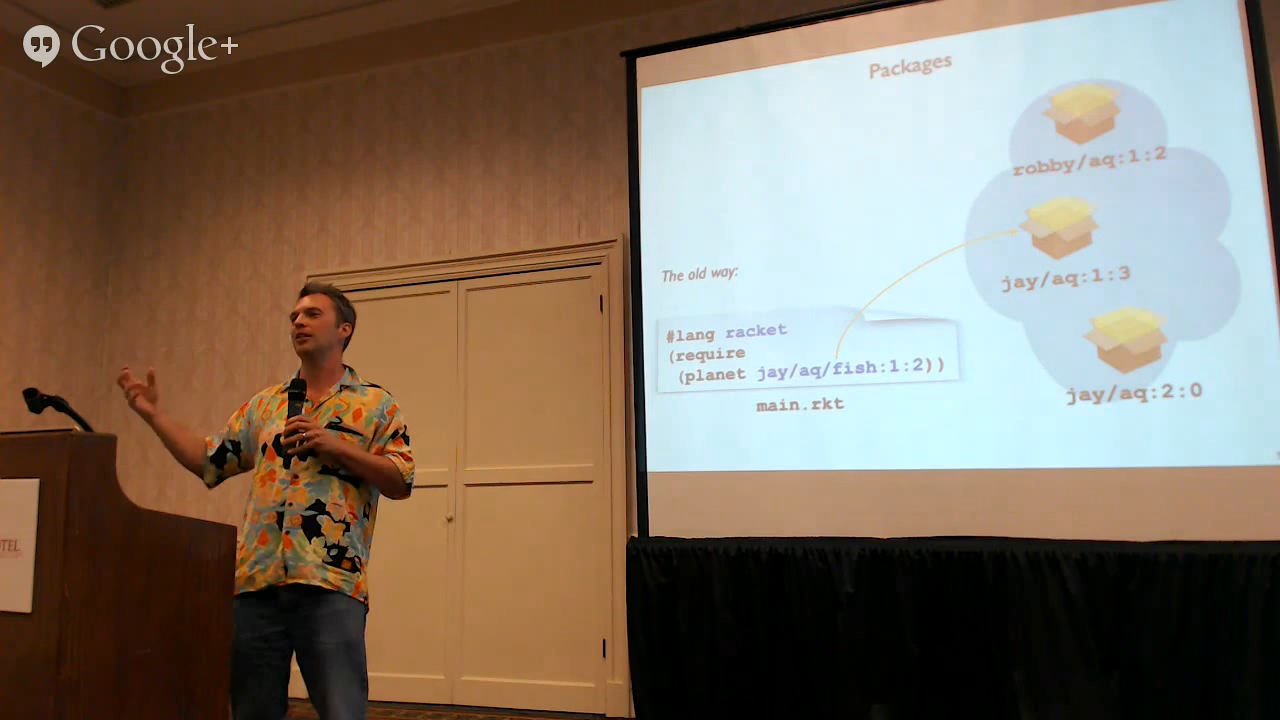 Google+
Packages
robby/aq:1:2
jay/aq:1:3
The old way:
#lang racket
(require
(planet jay/aq/fish:1:2))
main.rkt
jay/aq:2:0